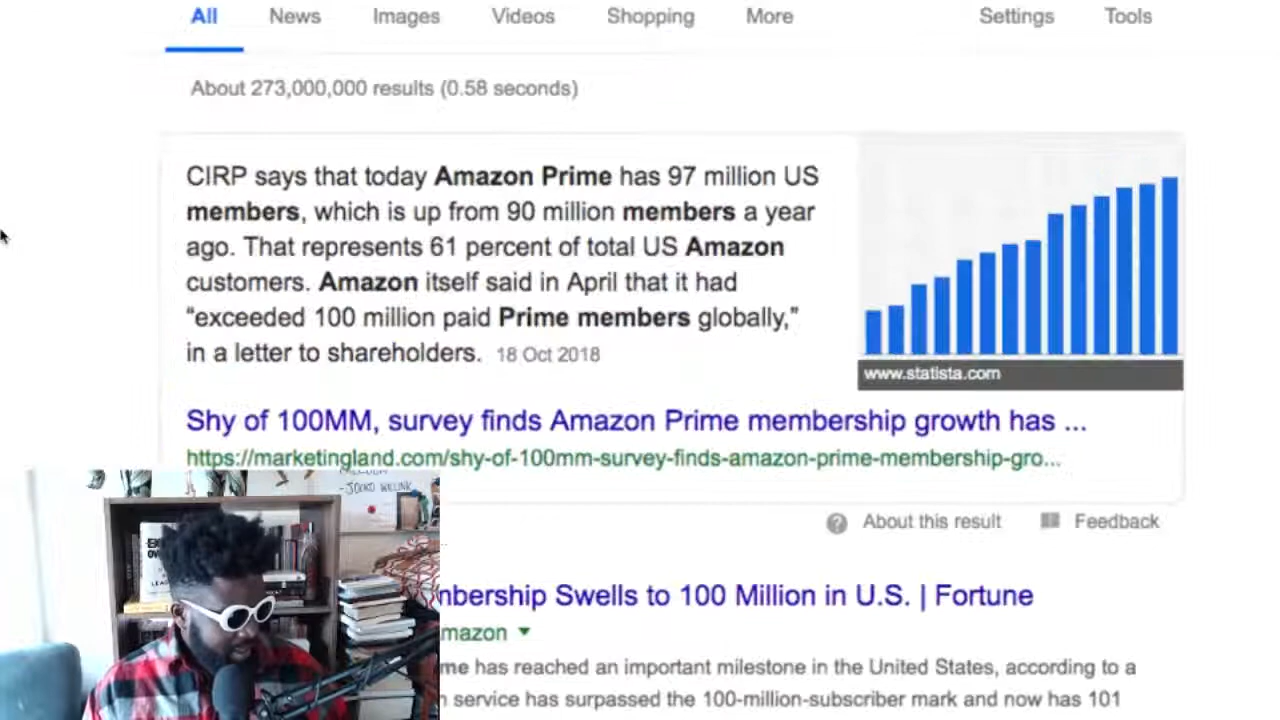 All News Images Videos Shopping More Settings Tools
About 273,000,000 results (0.58 seconds)
CIRP says that today Amazon Prime has 97 million US
members, which is up from 90 million members a year
ago. That represents 61 percent of total US Amazon
customers. Amazon itself said in April that it had
“exceeded 100 million paid Prime members globally,”
in a letter to shareholders. 18 Oct 2018
www.statista.com
Shy of 100MM, survey finds Amazon Prime membership growth has ...
https://marketingland.com/shy-of-100mm-survey-finds-amazon-prime-membership-gro...
About this result Feedback
- JOCKO WILLINK
mbership Swells to 100 Million in U.S. | Fortune
mazon
me has reached an important milestone in the United States, according to a
service has surpassed the 100-million-subscriber mark and now has 101